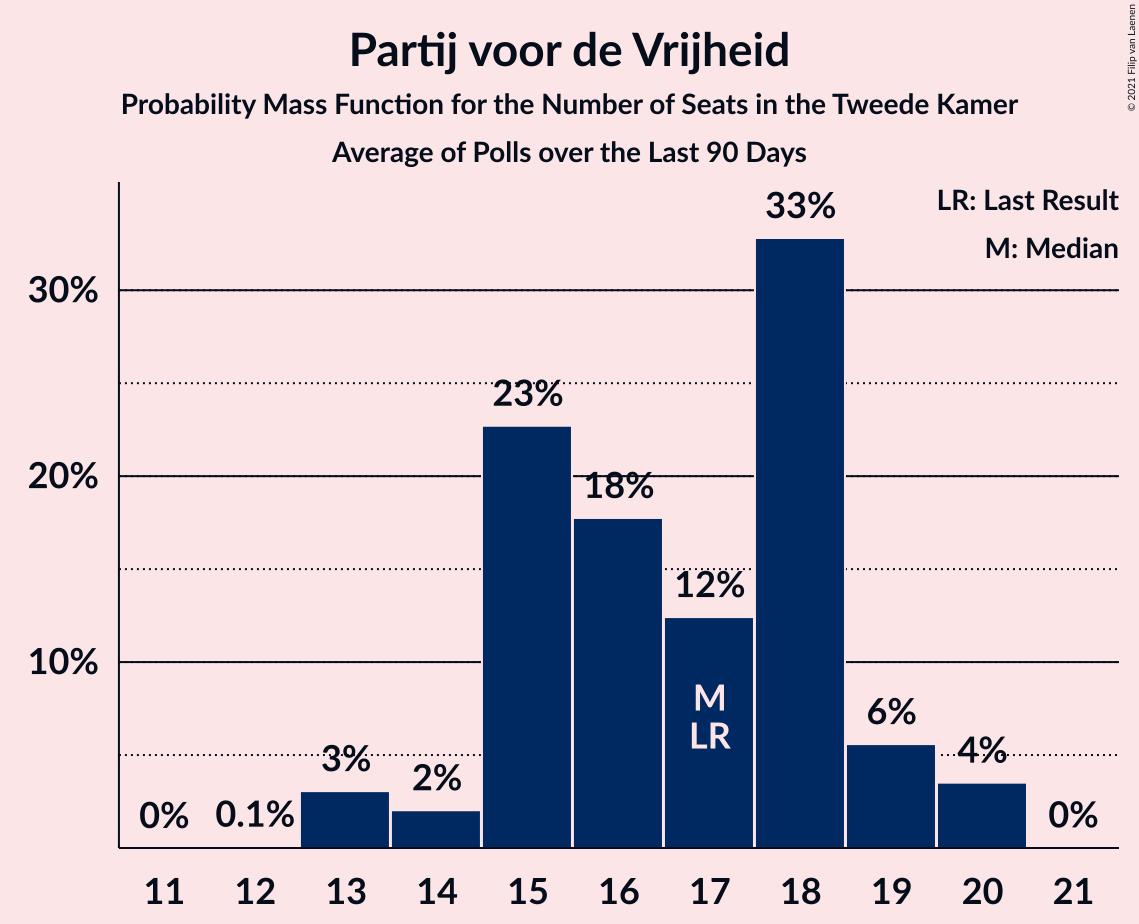 Partij voor de Vrijheid
Probability Mass Function for the Number of Seats in the Tweede Kamer
Average of Polls over the Last 90 Days
© 2021 Filip van Laenen
LR: Last Result
M: Median
30%
20%
10%
0%
0.1%
3%
2%
23%
18%
12%
33%
6%
4%
0%
M
LR
11 12 13 14 15 16 17 18 19 20 21